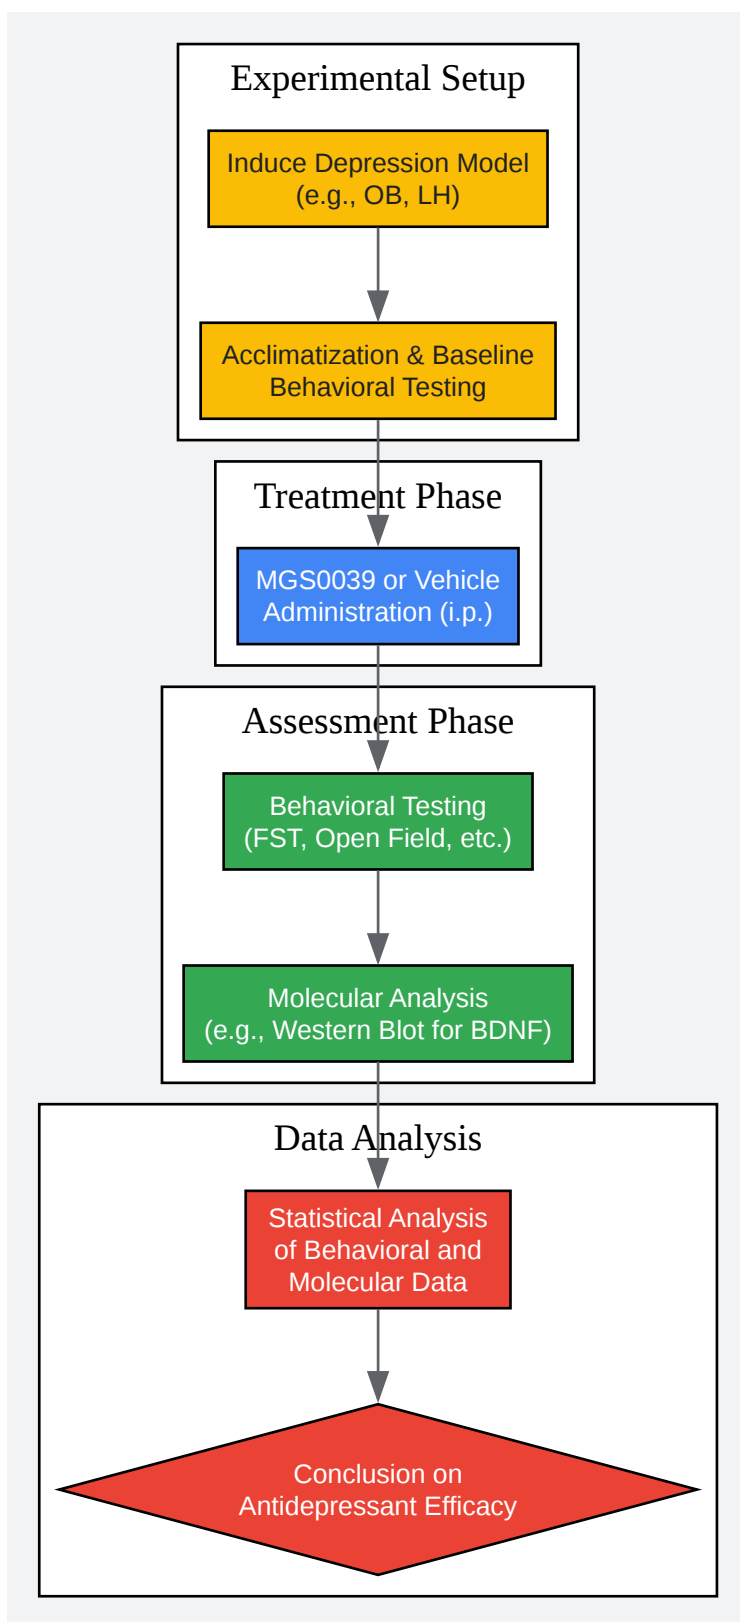 Experimental Setup
Induce Depression Model
(e.g., OB, LH)
Acclimatization & Baseline
Behavioral Testing
Treatment Phase
MGS0039 or Vehicle
Administration (i.p.)
Assessment Phase
Behavioral Testing
(FST, Open Field, etc.)
Molecular Analysis
(e.g., Western Blot for BDNF)
Data Analysis
Statistical Analysis
of Behavioral and
Molecular Data
Conclusion on
Antidepressant Efficacy